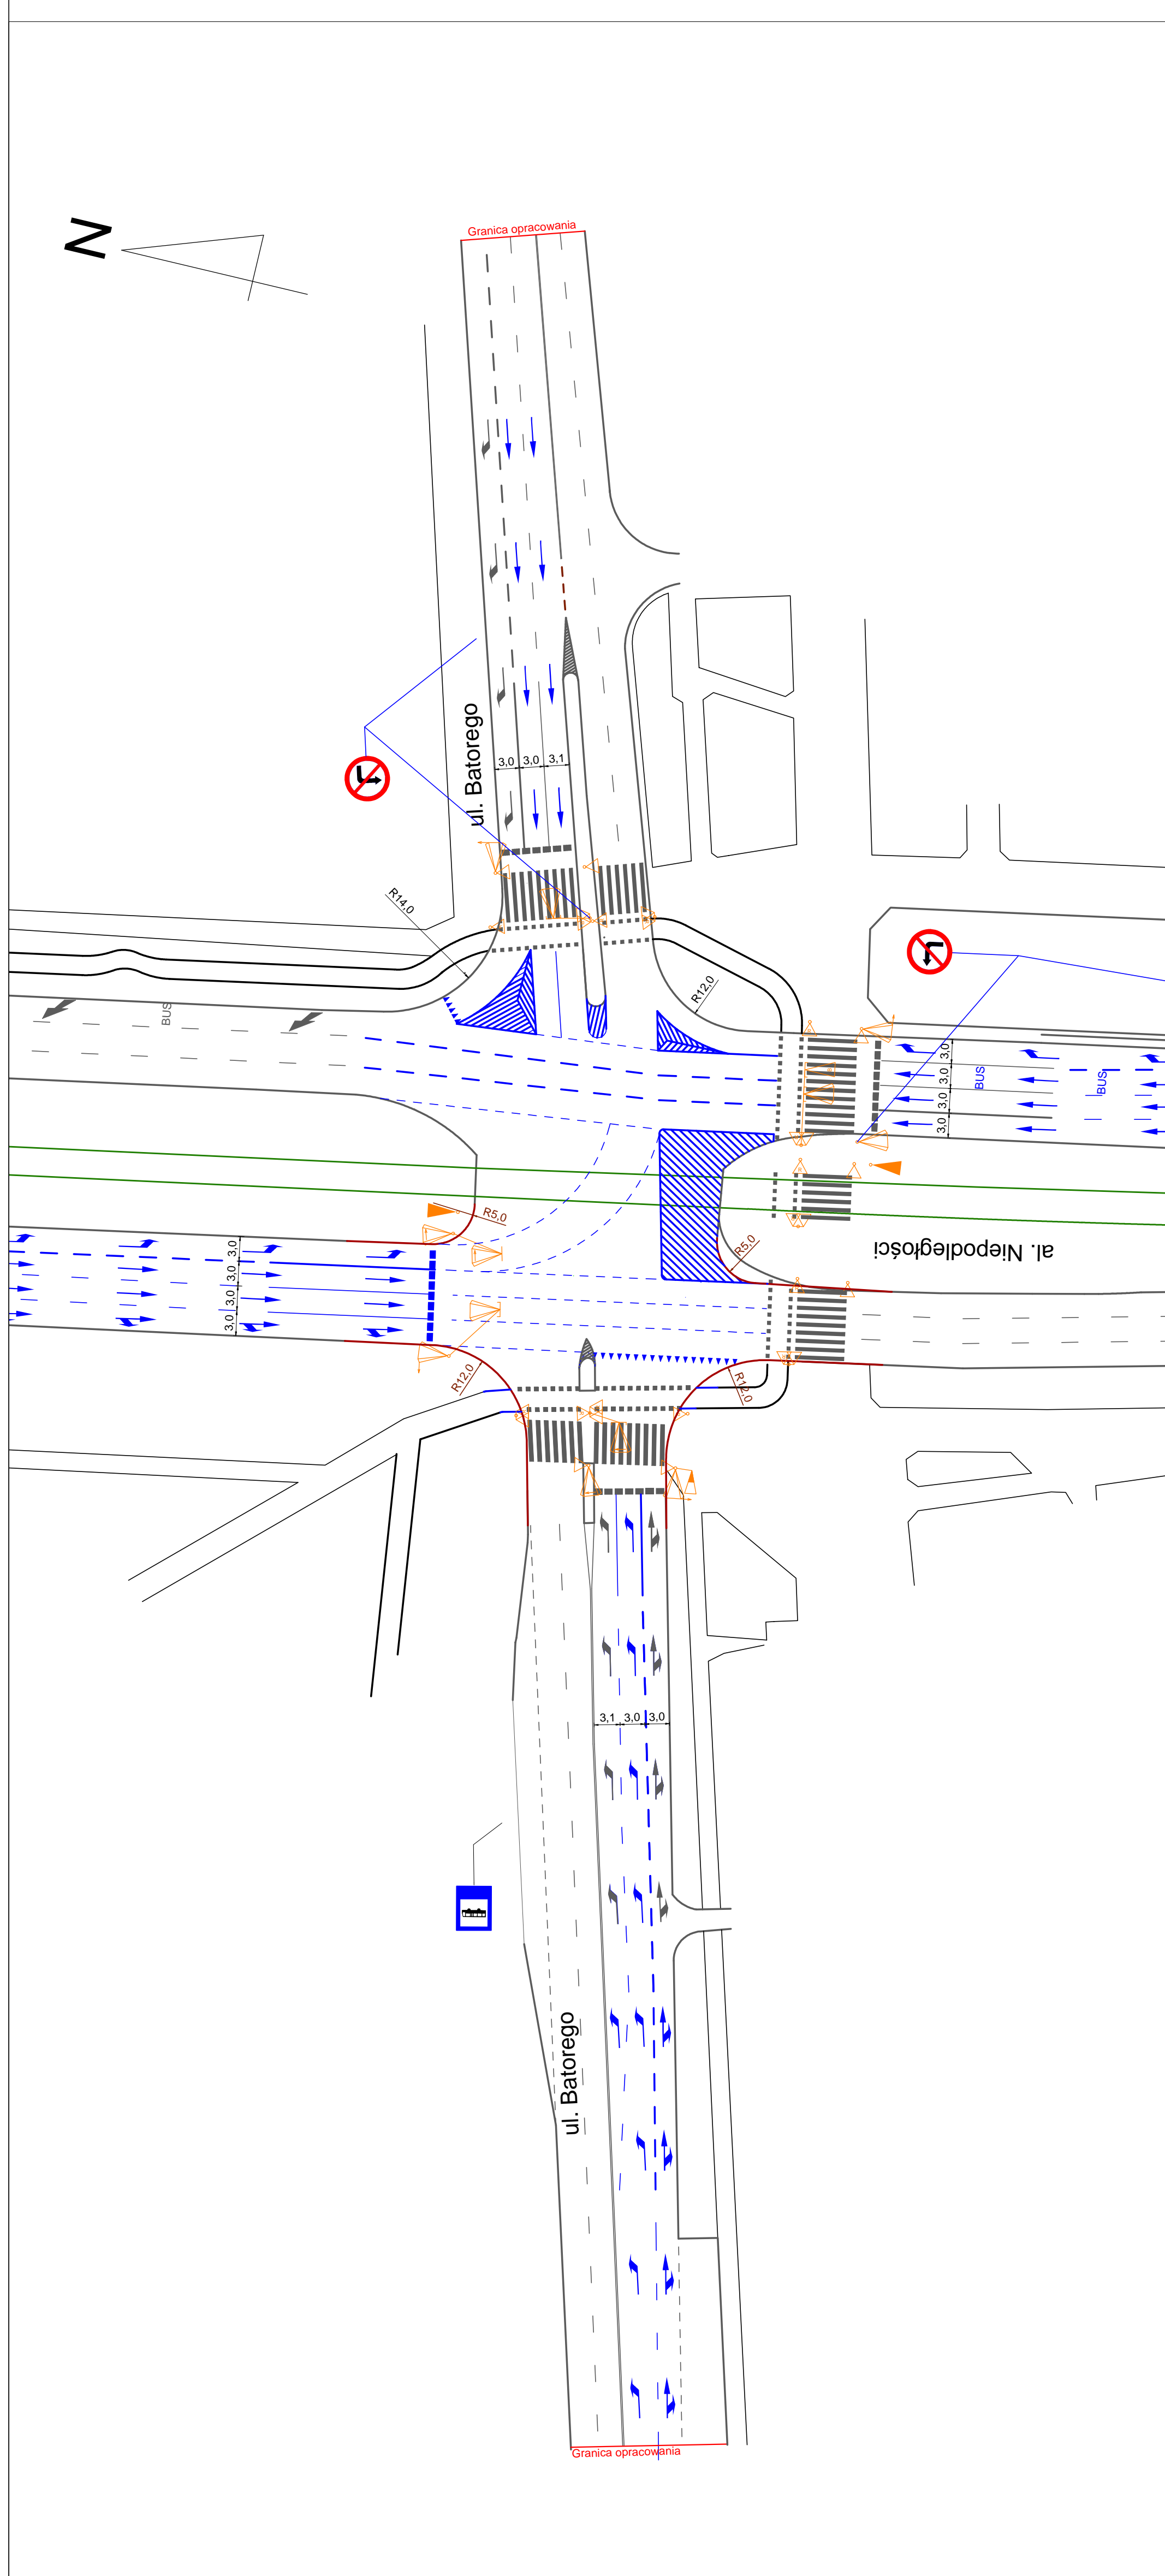 Granica opracowania
N
ul. Batorego
3,0 3,0 3,1
R14,0
R12,0
BUS
3,0
3,0
3,0
3,0
BUS
BUS
R5,0
R5,0
al. Niepodległości
3,0
3,0
3,0
3,0
R12,0
R12,0
3,1 3,0 3,0
ul. Batorego
Granica opracowania